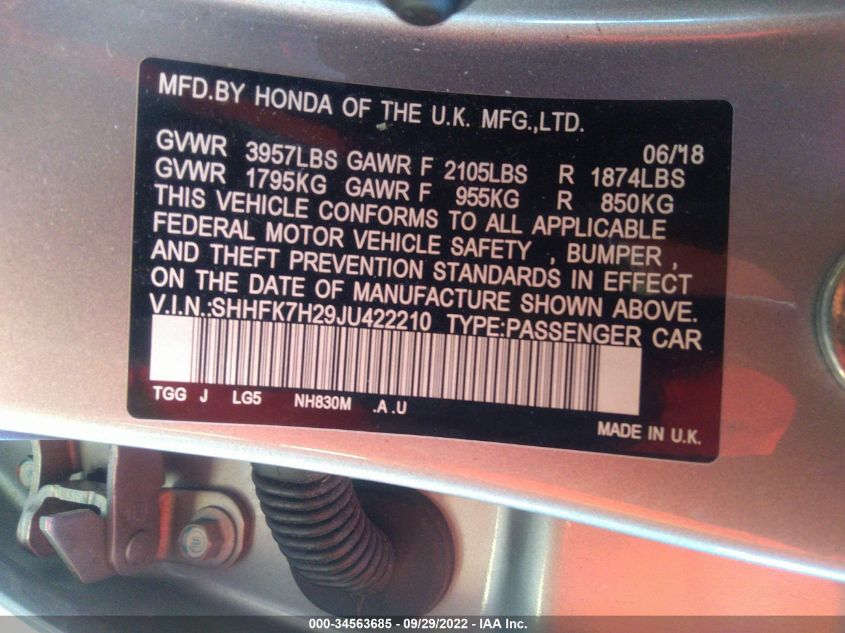 MFD.BY HONDA OF THE U.K. MFG.,LTD.
06/18
GVWR 3957LBS GAWR F 2105LBS R 1874LBS
GVWR 1795KG GAWR F 955KG R 850KG
THIS VEHICLE CONFORMS TO ALL APPLICABLE
FEDERAL MOTOR VEHICLE SAFETY , BUMPER ,
AND THEFT PREVENTION STANDARDS IN EFFECT
ON THE DATE OF MANUFACTURE SHOWN ABOVE.
V.I.N.:SHHFK7H29JU422210 TYPE:PASSENGER CAR
TGG J LG5 NH830M .A .U
MADE IN U.K.
000-34563685 - 09/29/2022 - IAA Inc.